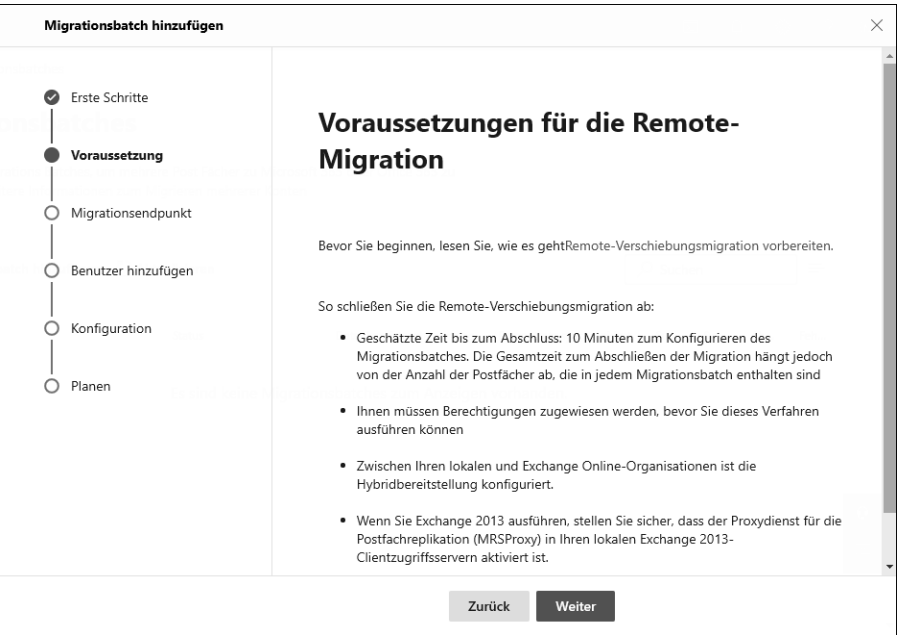 Migrationsbatch hinzufügen
Erste Schritte
Voraussetzung
Migrationsendpunkt
Benutzer hinzufügen
Konfiguration
Planen
Voraussetzungen für die Remote-
Migration
Bevor Sie beginnen, lesen Sie, wie es gehtRemote-Verschiebungsmigration vorbereiten.
So schließen Sie die Remote-Verschiebungsmigration ab:
• Geschätzte Zeit bis zum Abschluss: 10 Minuten zum Konfigurieren des
Migrationsbatches. Die Gesamtzeit zum Abschließen der Migration hängt jedoch
von der Anzahl der Postfächer ab, die in jedem Migrationsbatch enthalten sind
• Ihnen müssen Berechtigungen zugewiesen werden, bevor Sie dieses Verfahren
ausführen können
• Zwischen Ihren lokalen und Exchange Online-Organisationen ist die
Hybridbereitstellung konfiguriert.
• Wenn Sie Exchange 2013 ausführen, stellen Sie sicher, dass der Proxydienst für die
Postfachreplikation (MRSProxy) in Ihren lokalen Exchange 2013-
Clientzugriffsservern aktiviert ist.
Zurück
Weiter